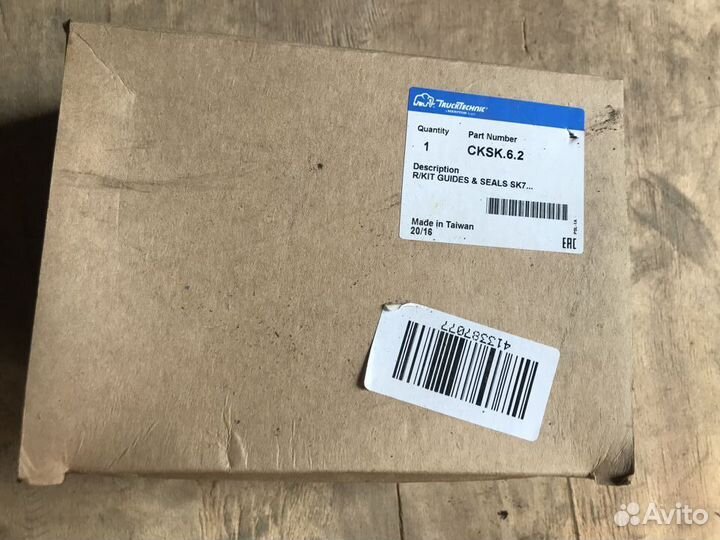 TRUCKTECHNIC
Quantity Part Number
1 CKSK.6.2
Description
R/KIT GUIDES & SEALS SK7...
Made in Taiwan
20/16
EAC
413387077
Avito